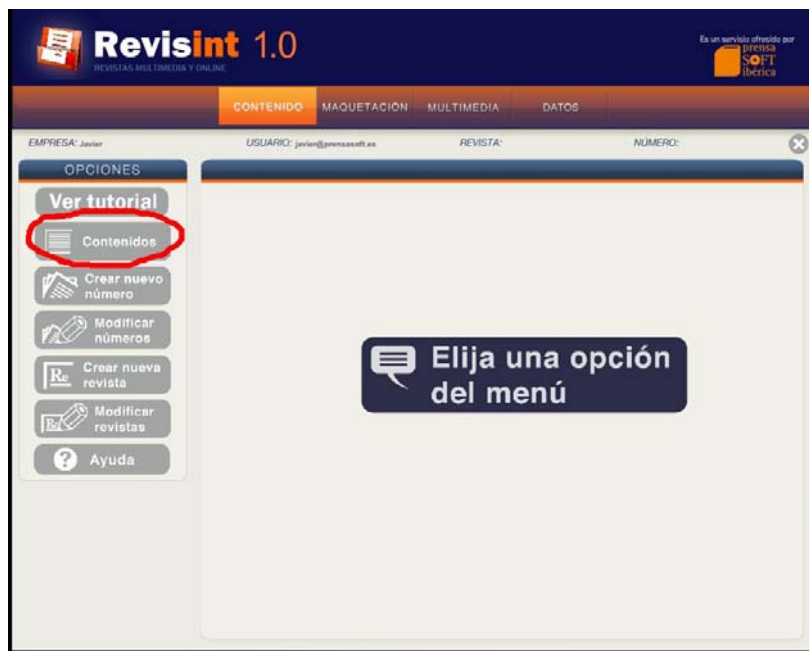 Revisint 1.0
REVISTAS MULTIMEDIA Y ONLINE
Es un servicio ofrecido por
prensa
SOFT
ibérica
CONTENIDO MAQUETACIÓN MULTIMEDIA DATOS
EMPRESA: Javier USUARIO: javier@prensasoft.es REVISTA: NÚMERO:
OPCIONES
Ver tutorial
Contenidos
Crear nuevo
número
Modificar
números
Re Crear nueva
revista
Modificar
revistas
? Ayuda
Elija una opción
del menú